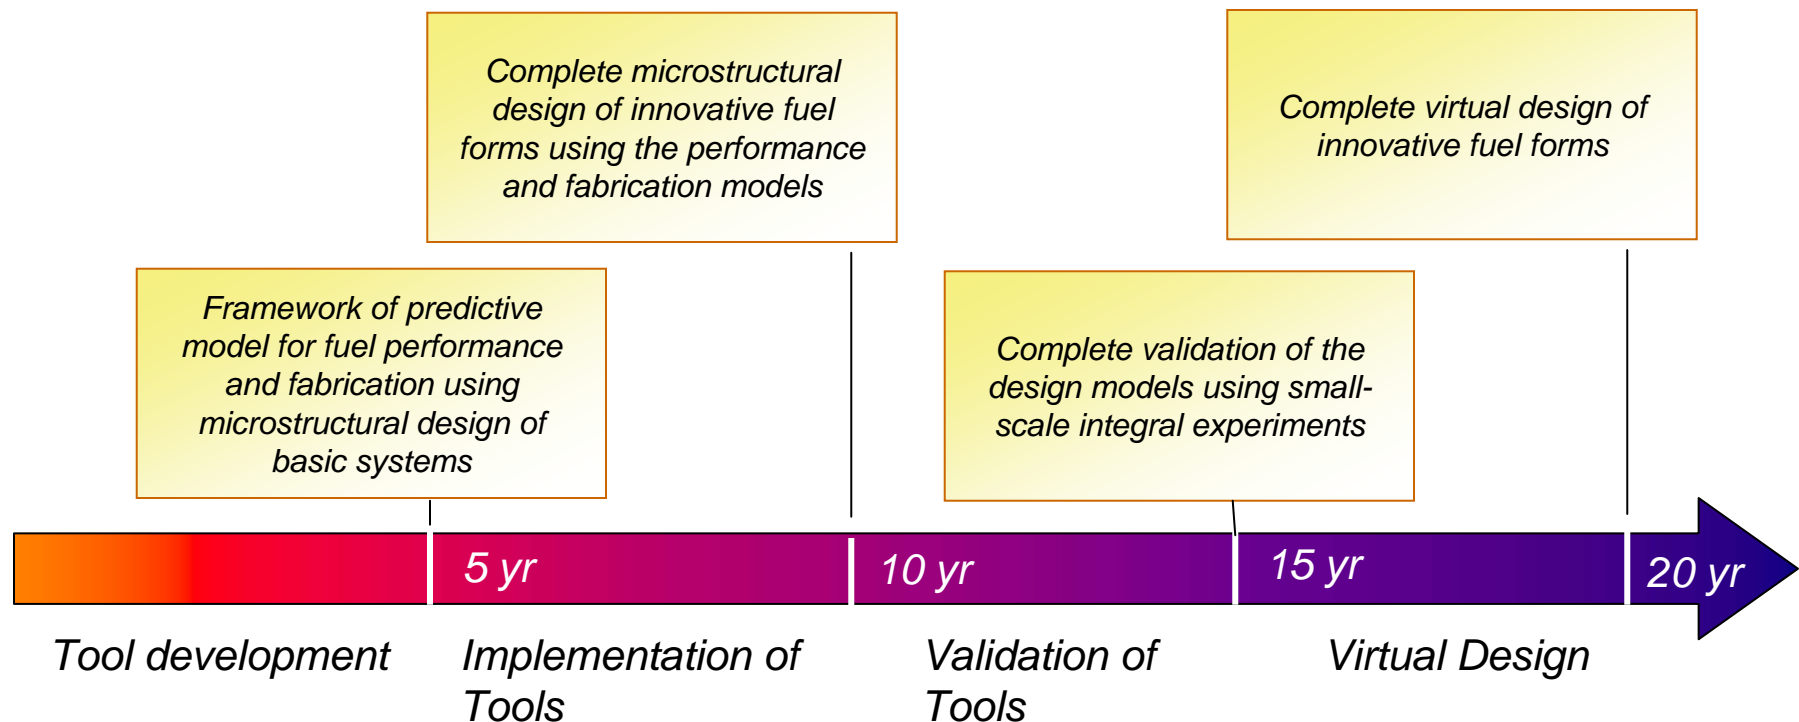 Complete microstructural
design of innovative fuel
forms using the performance
and fabrication models
Complete virtual design of
innovative fuel forms
Framework of predictive
model for fuel performance
and fabrication using
microstructural design of
basic systems
Complete validation of the
design models using small-
scale integral experiments
5 yr
10 yr
15 yr
20 yr
Tool development
Implementation of
Tools
Validation of
Tools
Virtual Design